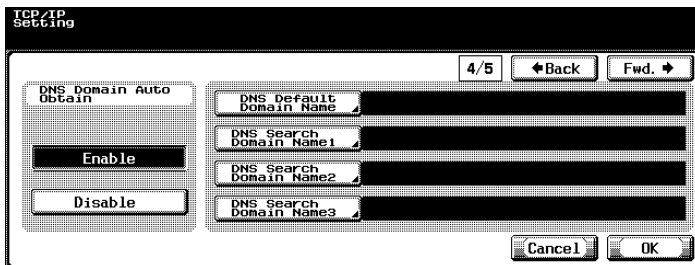 TCP/IP
Setting
4/5
Back
Fwd.
DNS Domain Auto
Obtain
Enable
Disable
DNS Default
Domain Name
DNS Search
Domain Name1
DNS Search
Domain Name2
DNS Search
Domain Name3
Cancel
OK